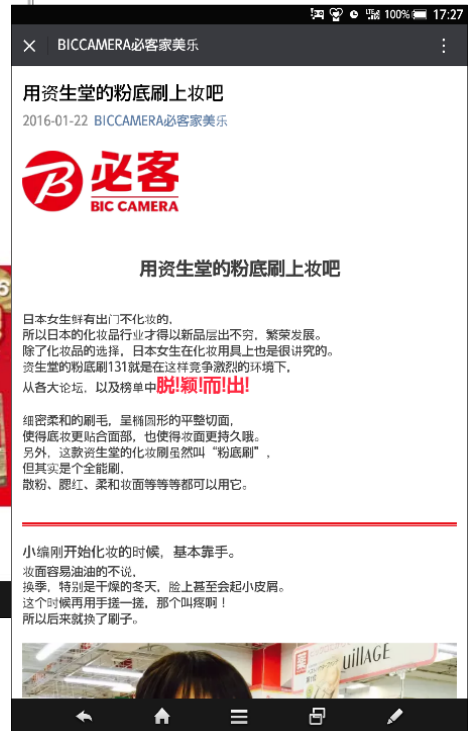 100% 17:27
BICCAMERA必客家美乐
用资生堂的粉底刷上妆吧
2016-01-22 BICCAMERA必客家美乐
B 必客
BIC CAMERA
用资生堂的粉底刷上妆吧
日本女生鲜有出门不化妆的,
所以日本的化妆品行业才得以新品层出不穷，繁荣发展。
除了化妆品的选择，日本女生在化妆用具上也是很讲究的。
资生堂的粉底刷131就是在这样竞争激烈的环境下,
从各大论坛、以及榜单中脱!颖!而!出!
细密柔和的刷毛，呈椭圆形的平整切面,
使得底妆更贴合面部，也使得妆面更持久哦。
另外，这款资生堂的化妆刷虽然叫“粉底刷”,
但其实是个全能刷,
散粉、腮红、柔和妆面等等等都可以用它。
小编刚开始化妆的时候，基本靠手。
妆面容易油油的不说,
换季，特别是干燥的冬天，脸上甚至会起小皮屑。
这个时候再用手搓一搓，那个叫疼啊！
所以后来就换了刷子。
uillAGE